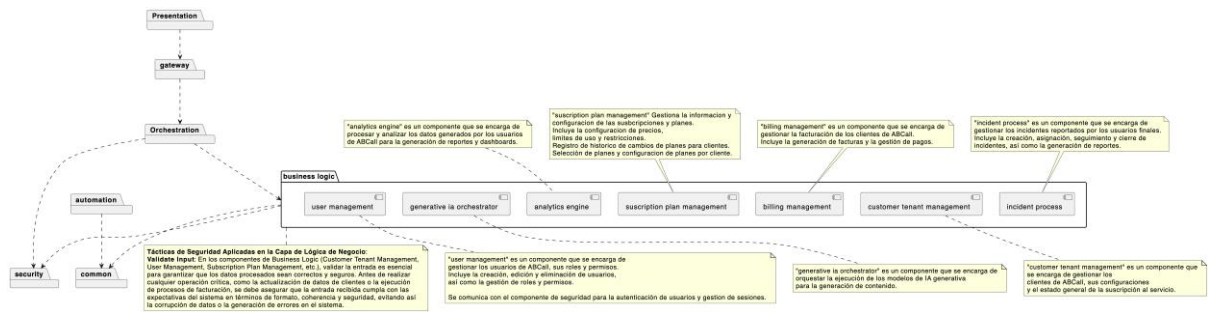 Presentation
gateway
Orchestration
"analytics engine" es un componente que se encarga de
procesar y analizar los datos generados por los usuarios
de ABCall para la generación de reportes y dashboards.
"suscription plan management" Gestiona la informacion y
configuracion de las susbcripciones y planes.
Incluye la configuracion de precios,
limites de uso y restricciones.
Registro de historico de cambios de planes para clientes.
Selección de planes y configuracion de planes por cliente.
"billing management" es un componente que se encarga de
gestionar la facturación de los clientes de ABCall.
Incluye la generación de facturas y la gestión de pagos.
"incident process" es un componente que se encarga de
gestionar los incidentes reportados por los usuarios finales.
Incluye la creación, asignación, seguimiento y cierre de
incidentes, así como la generación de reportes.
business logic
automation
user management
generative ia orchestrator
analytics engine
suscription plan management
billing management
customer tenant management
incident process
security
common
Tácticas de Seguridad Aplicadas en la Capa de Lógica de Negocio:
Validate Input: En los componentes de Business Logic (Customer Tenant Management,
User Management, Subscription Plan Management, etc.), validar la entrada es esencial
para garantizar que los datos procesados sean correctos y seguros. Antes de realizar
cualquier operación crítica, como la actualización de datos de clientes o la ejecución
de procesos de facturación, se debe asegurar que la entrada recibida cumpla con las
expectativas del sistema en términos de formato, coherencia y seguridad, evitando así
la corrupción de datos o la generación de errores en el sistema.
"user management" es un componente que se encarga de
gestionar los usuarios de ABCall, sus roles y permisos.
Incluye la creación, edición y eliminación de usuarios,
así como la gestión de roles y permisos.
Se comunica con el componente de seguridad para la autenticación de usuarios y gestion de sesiones.
"generative ia orchestrator" es un componente que se encarga de
orquestar la ejecución de los modelos de IA generativa
para la generación de contenido.
"customer tenant management" es un componente que
se encarga de gestionar los
clientes de ABCall, sus configuraciones
y el estado general de la suscripción al servicio.